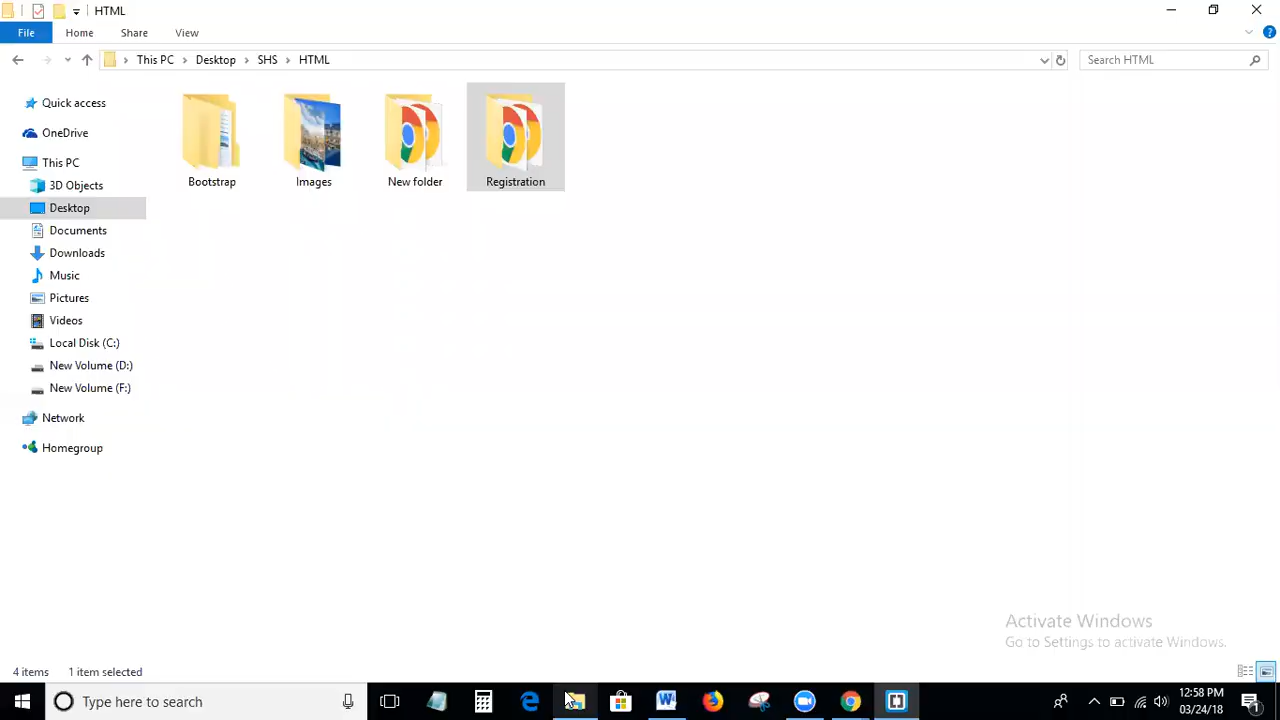 HTML
File Home Share View
This PC Desktop SHS HTML Search HTML
Quick access
OneDrive
This PC
3D Objects
Desktop
Documents
Downloads
Music
Pictures
Videos
Local Disk (C:)
New Volume (D:)
New Volume (F:)
Network
Homegroup
Bootstrap Images New folder Registration
Activate Windows
Go to Settings to activate Windows.
4 items 1 item selected
Type here to search
12:58 PM
03/24/18
1